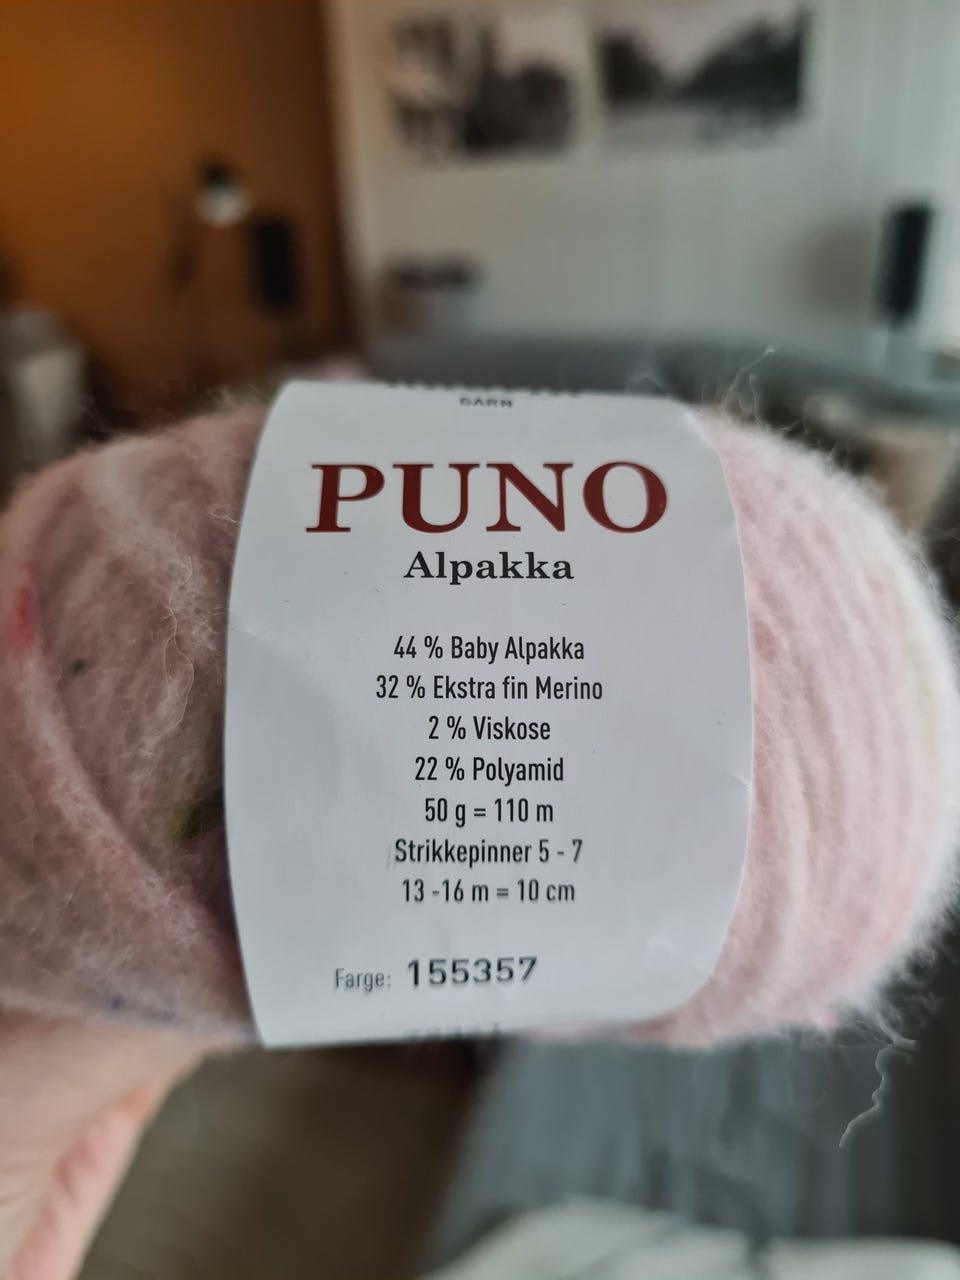 GARN
PUNO
Alpakka
44 % Baby Alpakka
32 % Ekstra fin Merino
2 % Viskose
22 % Polyamid
50 g = 110 m
Strikkepinner 5 - 7
13 -16 m = 10 cm
Farge: 155357